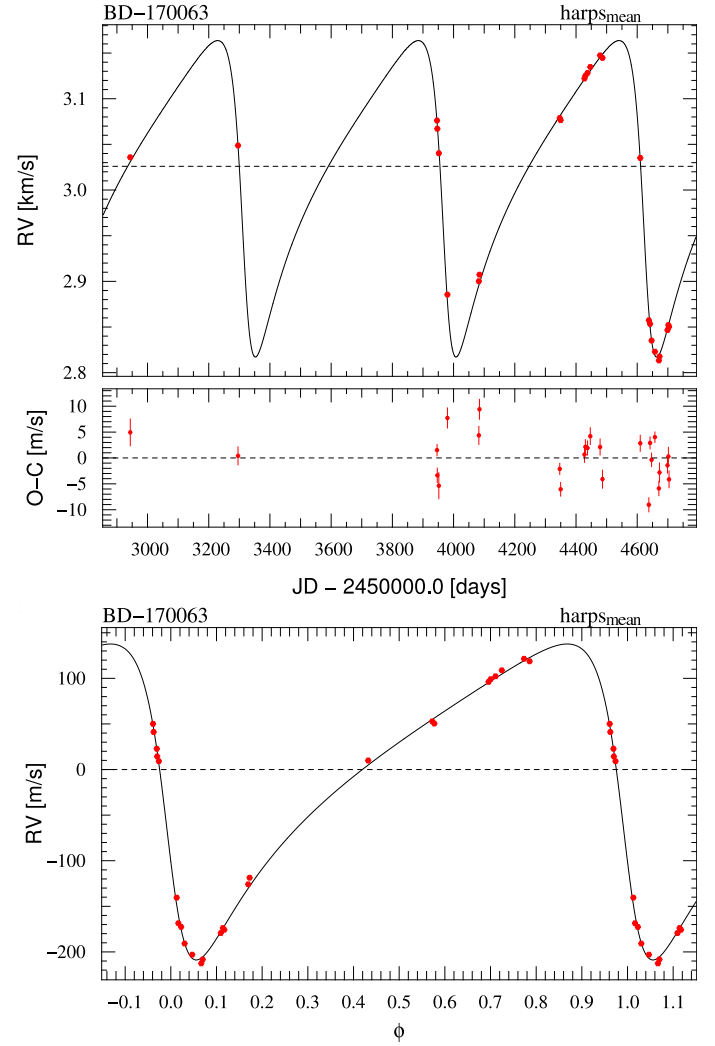 BD−170063 harps_mean
3.1
3.0
2.9
2.8
RV [km/s]
10
5
0
−5
−10
O−C [m/s]
3000 3200 3400 3600 3800 4000 4200 4400 4600
JD − 2450000.0 [days]
BD−170063 harps_mean
100
0
−100
−200
RV [m/s]
−0.1 0.0 0.1 0.2 0.3 0.4 0.5 0.6 0.7 0.8 0.9 1.0 1.1
ϕ